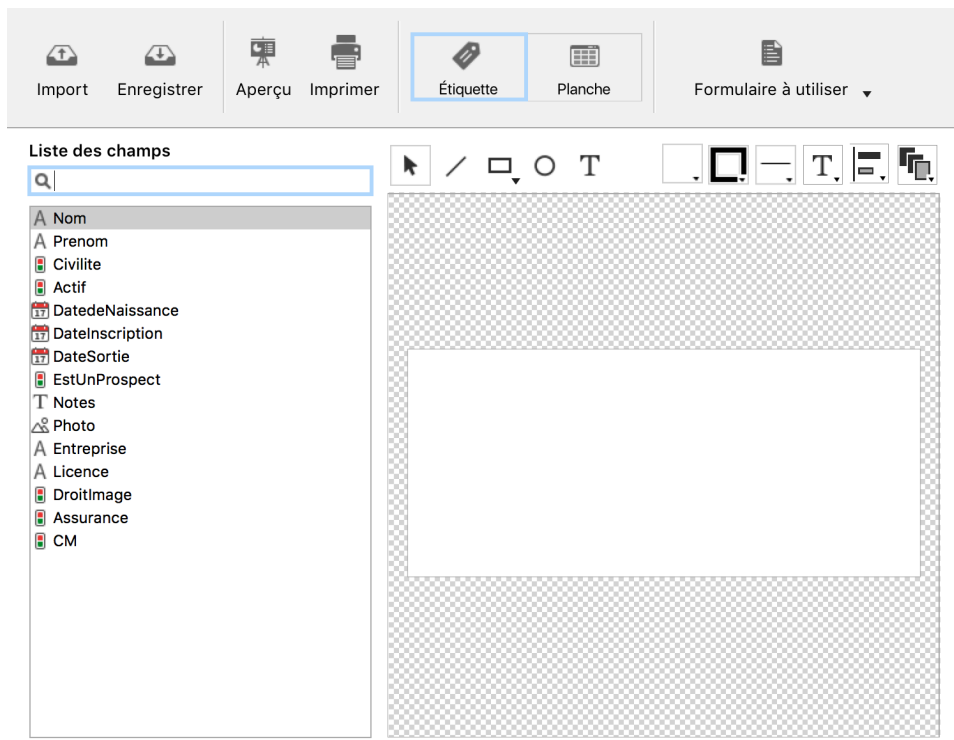 Import Enregistrer Aperçu Imprimer Étiquette Planche Formulaire à utiliser
Liste des champs
Nom
Prenom
Civilite
Actif
DatedeNaissance
DateInscription
DateSortie
EstUnProspect
Notes
Photo
Entreprise
Licence
DroitImage
Assurance
CM